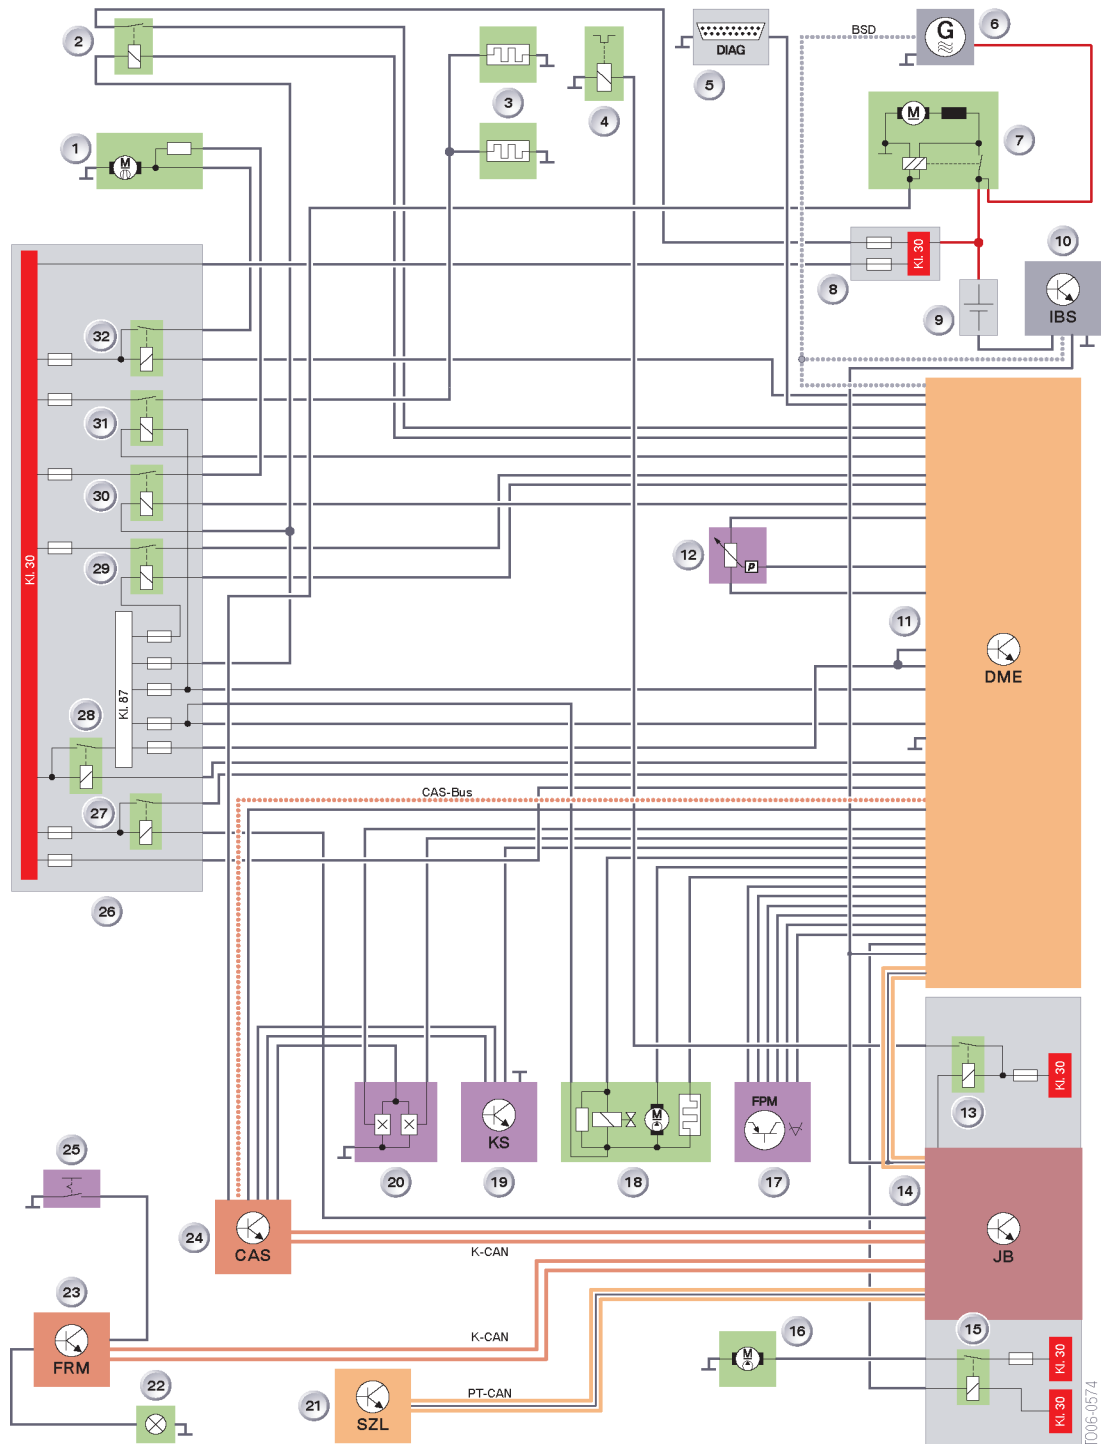 2
5
DIAG
BSD
G
6
3
4
M
7
1
M
Kl. 30
8
9
10
IBS
32
31
30
29
Kl. 30
12
P
11
DME
Kl. 87
28
27
CAS-Bus
26
13
Kl. 30
25
20
KS
19
M
18
FPM
17
14
JB
24
CAS
K-CAN
23
FRM
K-CAN
22
21
SZL
PT-CAN
M
16
15
Kl. 30
Kl. 30
TO06-0574